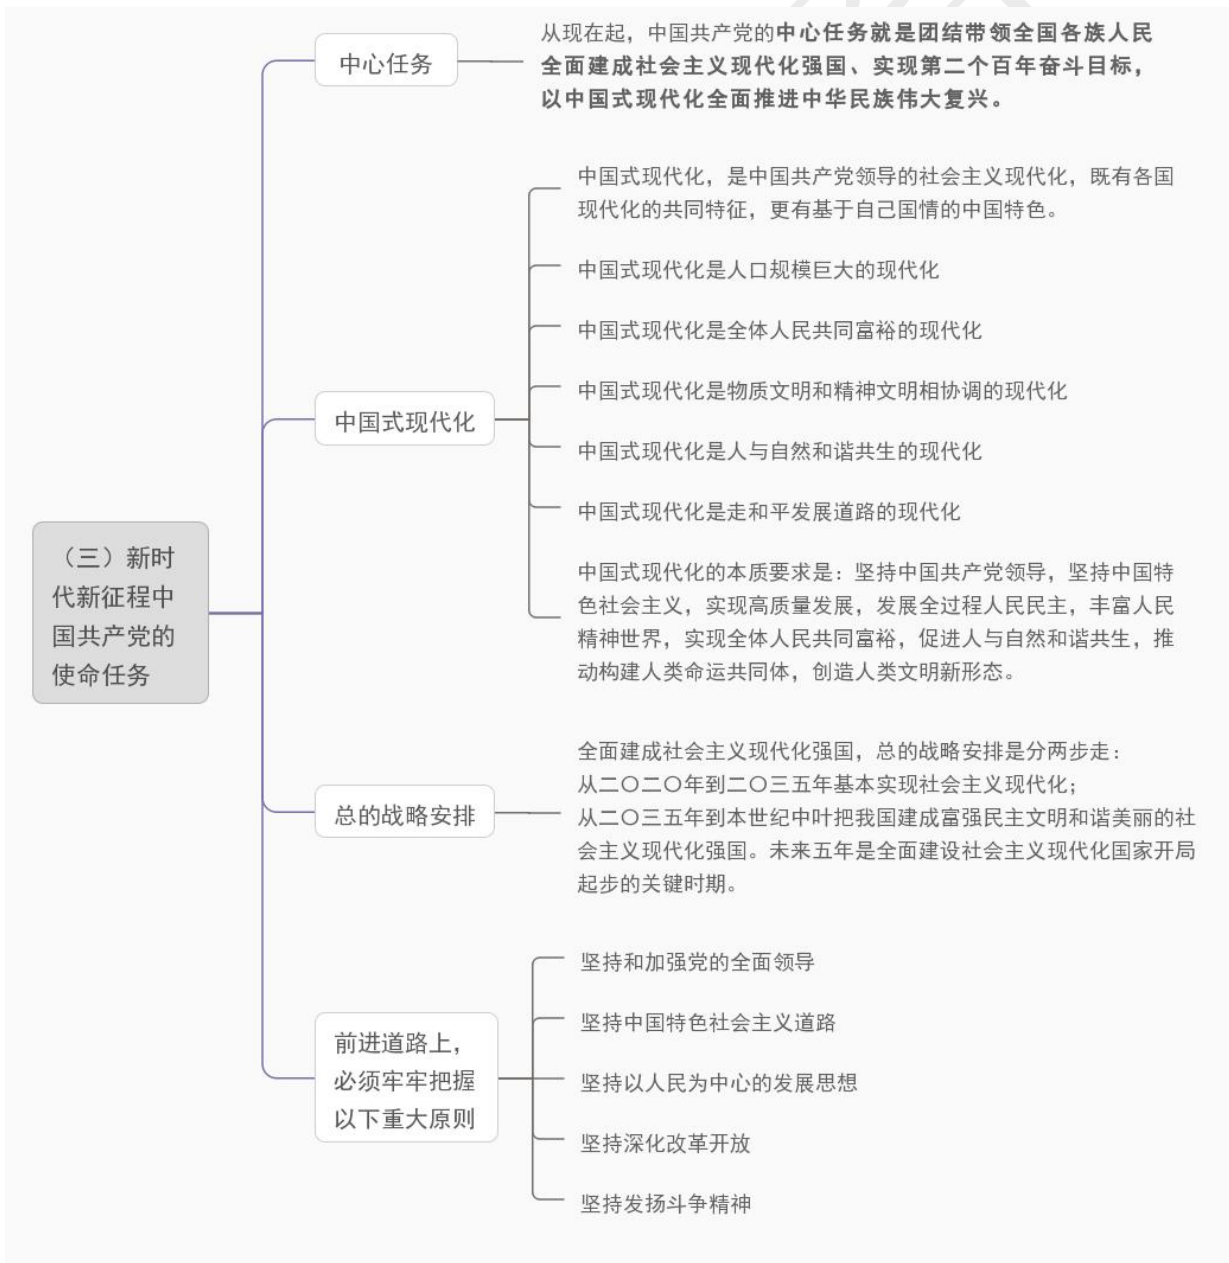 （三）新时
代新征程中
国共产党的
使命任务
中心任务
从现在起，中国共产党的中心任务就是团结带领全国各族人民
全面建成社会主义现代化强国、实现第二个百年奋斗目标，
以中国式现代化全面推进中华民族伟大复兴。
中国式现代化
中国式现代化，是中国共产党领导的社会主义现代化，既有各国
现代化的共同特征，更有基于自己国情的中国特色。
中国式现代化是人口规模巨大的现代化
中国式现代化是全体人民共同富裕的现代化
中国式现代化是物质文明和精神文明相协调的现代化
中国式现代化是人与自然和谐共生的现代化
中国式现代化是走和平发展道路的现代化
中国式现代化的本质要求是：坚持中国共产党领导，坚持中国特
色社会主义，实现高质量发展，发展全过程人民民主，丰富人民
精神世界，实现全体人民共同富裕，促进人与自然和谐共生，推
动构建人类命运共同体，创造人类文明新形态。
总的战略安排
全面建成社会主义现代化强国，总的战略安排是分两步走：
从二〇二〇年到二〇三五年基本实现社会主义现代化；
从二〇三五年到本世纪中叶把我国建成富强民主文明和谐美丽的社
会主义现代化强国。未来五年是全面建设社会主义现代化国家开局
起步的关键时期。
前进道路上，
必须牢牢把握
以下重大原则
坚持和加强党的全面领导
坚持中国特色社会主义道路
坚持以人民为中心的发展思想
坚持深化改革开放
坚持发扬斗争精神